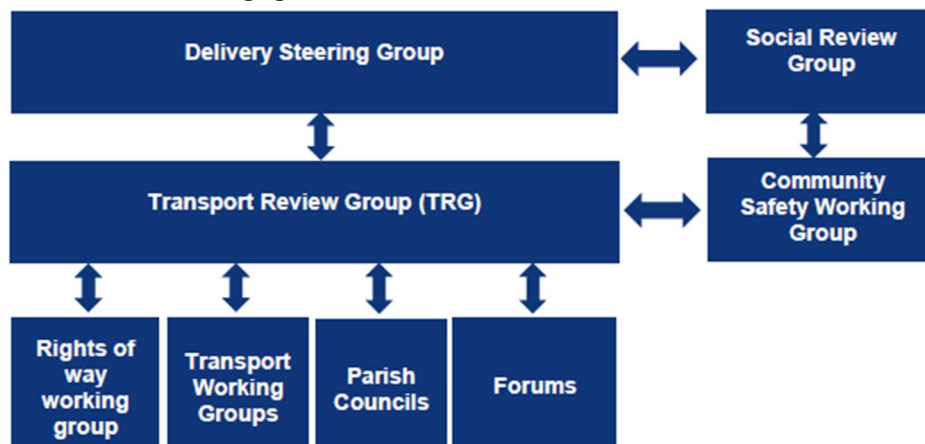 Delivery Steering Group
Social Review
Group
Transport Review Group (TRG)
Community
Safety Working
Group
Rights of
way
working
group
Transport
Working
Groups
Parish
Councils
Forums